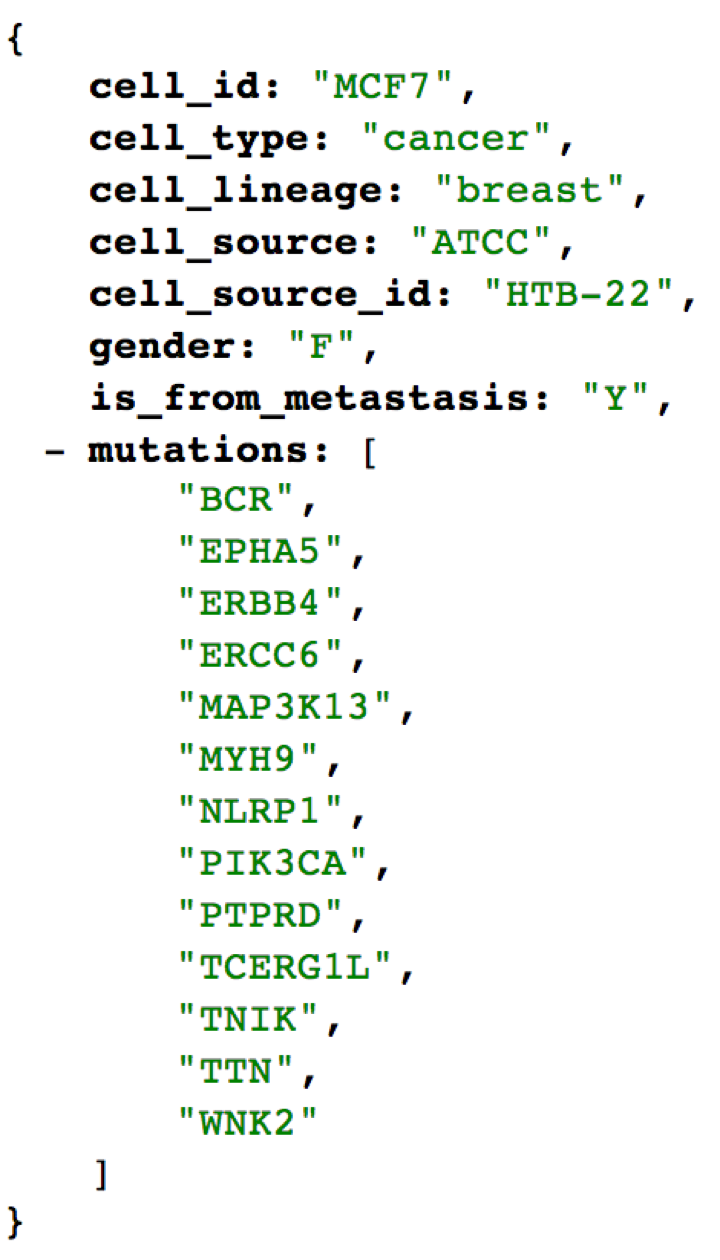 {
cell_id: "MCF7",
cell_type: "cancer",
cell_lineage: "breast",
cell_source: "ATCC",
cell_source_id: "HTB-22",
gender: "F",
is_from_metastasis: "Y",
- mutations: [
"BCR",
"EPHA5",
"ERBB4",
"ERCC6",
"MAP3K13",
"MYH9",
"NLRP1",
"PIK3CA",
"PTPRD",
"TCERG1L",
"TNIK",
"TTN",
"WNK2"
]
}